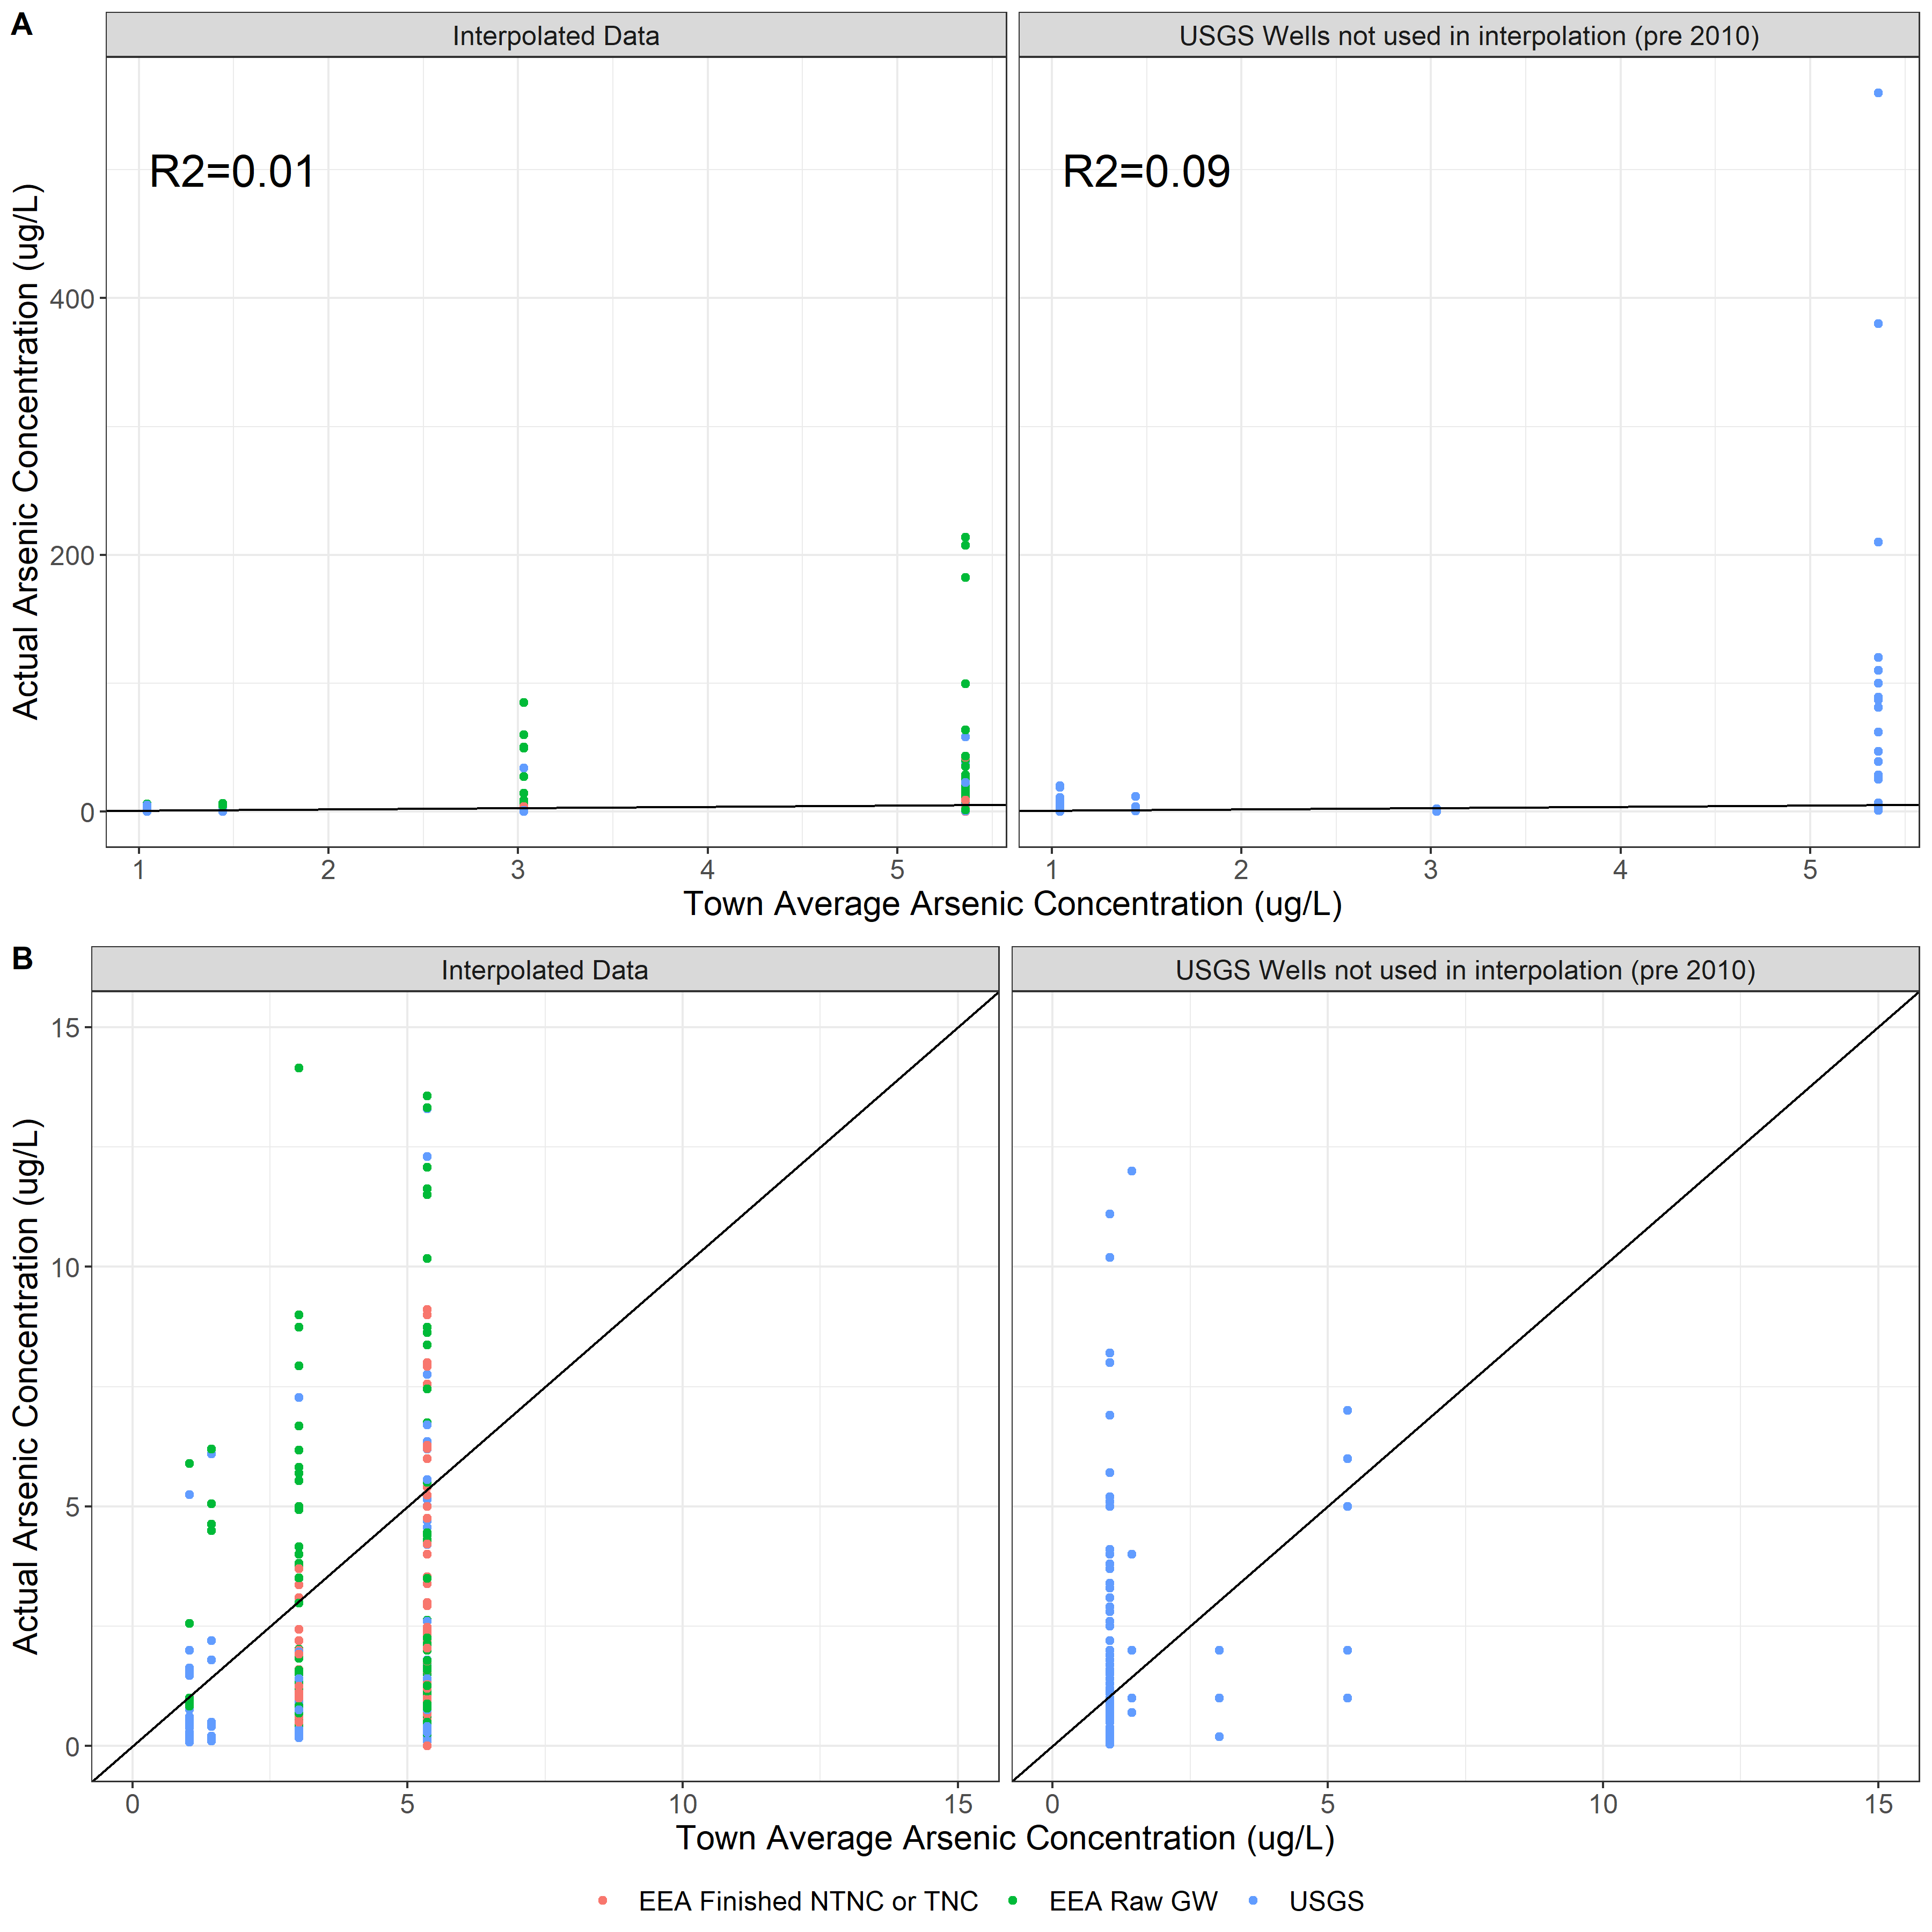 A
Interpolated Data
USGS Wells not used in interpolation (pre 2010)
R2=0.01
R2=0.09
Actual Arsenic Concentration (ug/L)
400
200
0
1 2 3 4 5
1 2 3 4 5
Town Average Arsenic Concentration (ug/L)
B
Interpolated Data
USGS Wells not used in interpolation (pre 2010)
Actual Arsenic Concentration (ug/L)
15
10
5
0
0 5 10 15
0 5 10 15
Town Average Arsenic Concentration (ug/L)
EEA Finished NTNC or TNC EEA Raw GW USGS